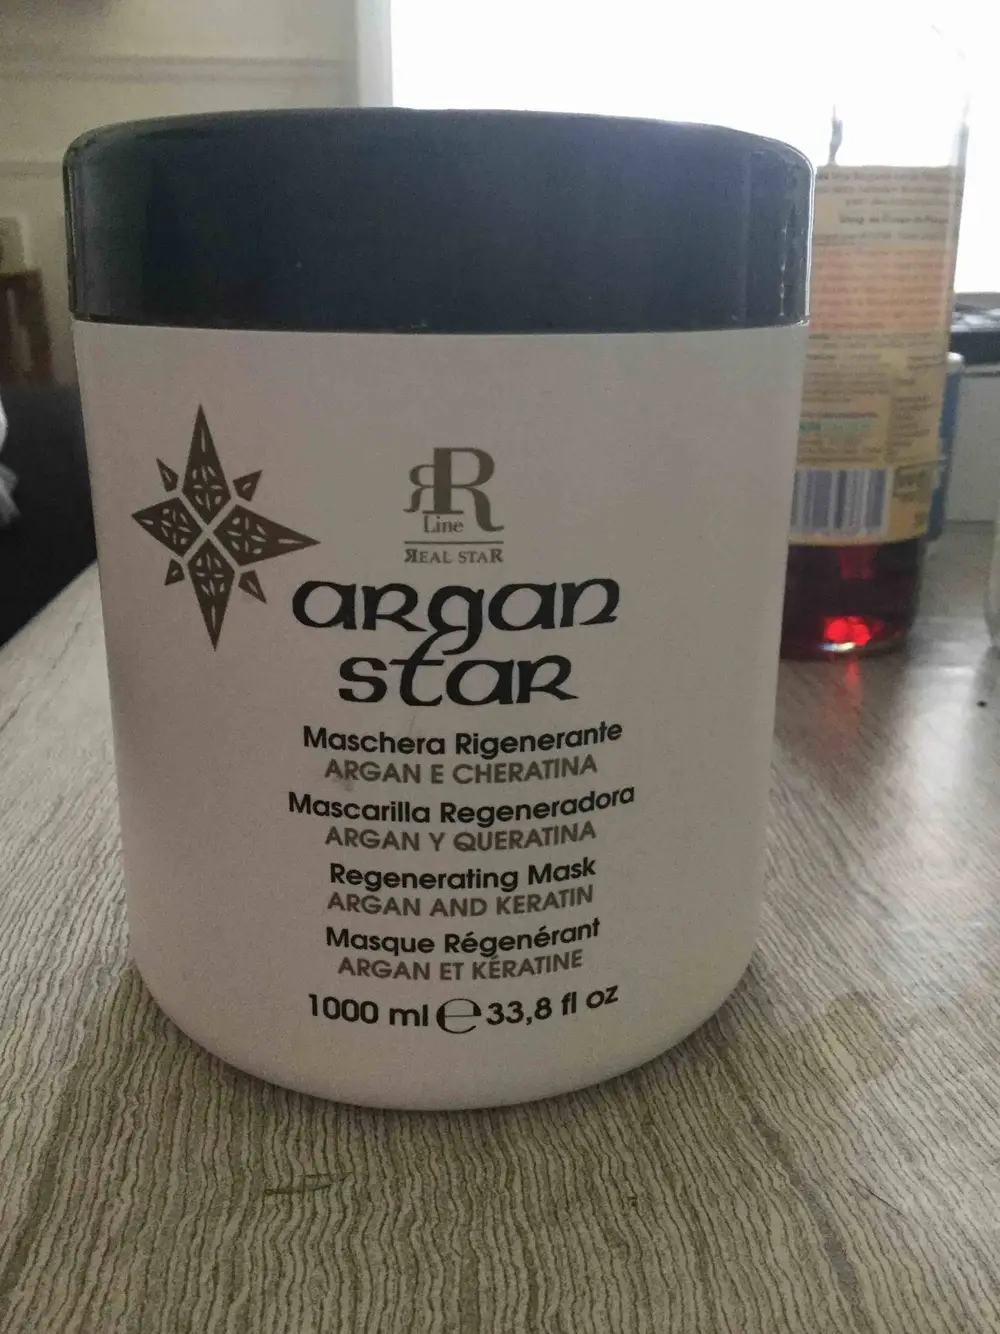 RR
Line
REAL STAR
argan
star
Maschera Rigenerante
ARGAN E CHERATINA
Mascarilla Regeneradora
ARGAN Y QUERATINA
Regenerating Mask
ARGAN AND KERATIN
Masque Régénérant
ARGAN ET KÉRATINE
1000 ml ℮ 33,8 fl oz